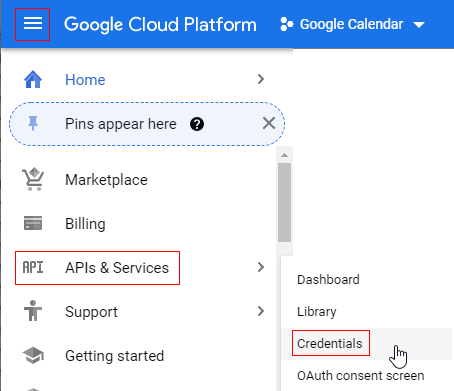 Google Cloud Platform
Google Calendar
Home
Pins appear here ?
Marketplace
Billing
API APIs & Services
Dashboard
Library
Credentials
OAuth consent screen
Support
Getting started